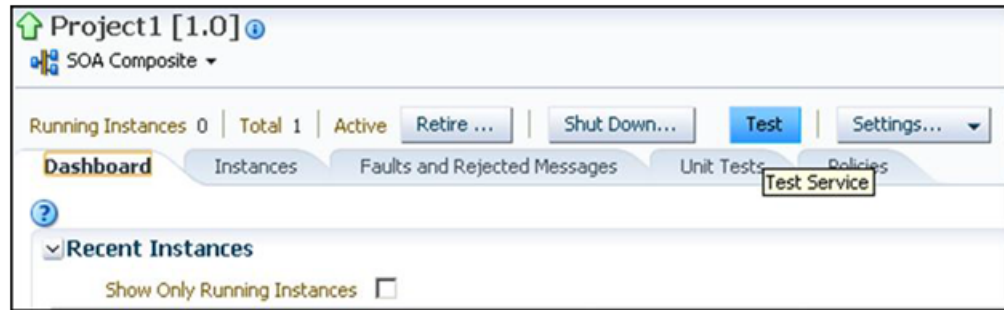 Project1 [1.0]
SOA Composite
Running Instances 0 Total 1 Active Retire ... Shut Down... Test Settings...
Dashboard Instances Faults and Rejected Messages Unit Tests Policies
Test Service
Recent Instances
Show Only Running Instances